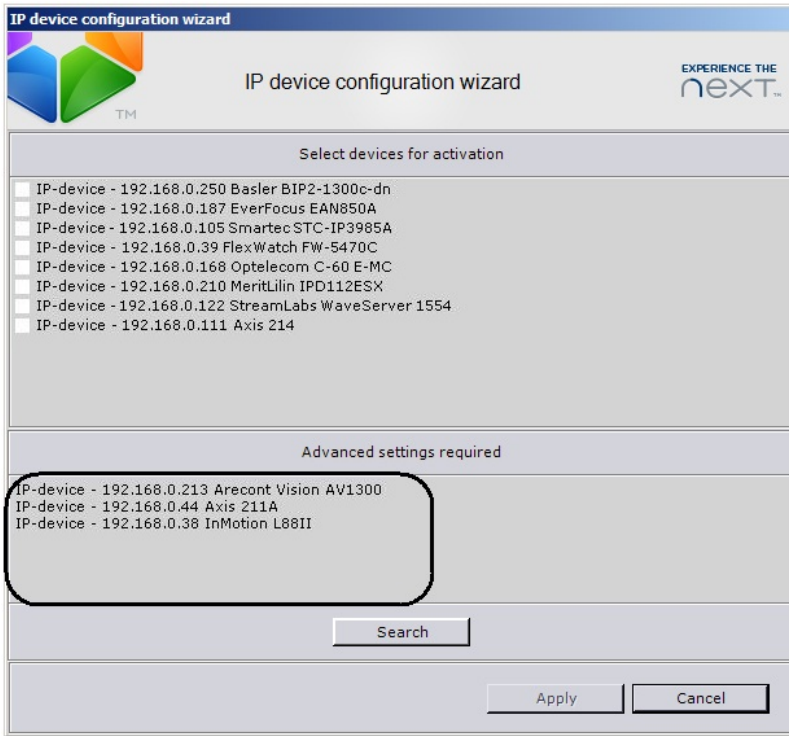 IP device configuration wizard
TM
IP device configuration wizard
EXPERIENCE THE
next™
Select devices for activation
IP-device - 192.168.0.250 Basler BIP2-1300c-dn
IP-device - 192.168.0.187 EverFocus EAN850A
IP-device - 192.168.0.105 Smartec STC-IP3985A
IP-device - 192.168.0.39 FlexWatch FW-5470C
IP-device - 192.168.0.168 Optelecom C-60 E-MC
IP-device - 192.168.0.210 MeritLilin IPD112ESX
IP-device - 192.168.0.122 StreamLabs WaveServer 1554
IP-device - 192.168.0.111 Axis 214
Advanced settings required
IP-device - 192.168.0.213 Arecont Vision AV1300
IP-device - 192.168.0.44 Axis 211A
IP-device - 192.168.0.38 InMotion L88II
Search
Apply Cancel